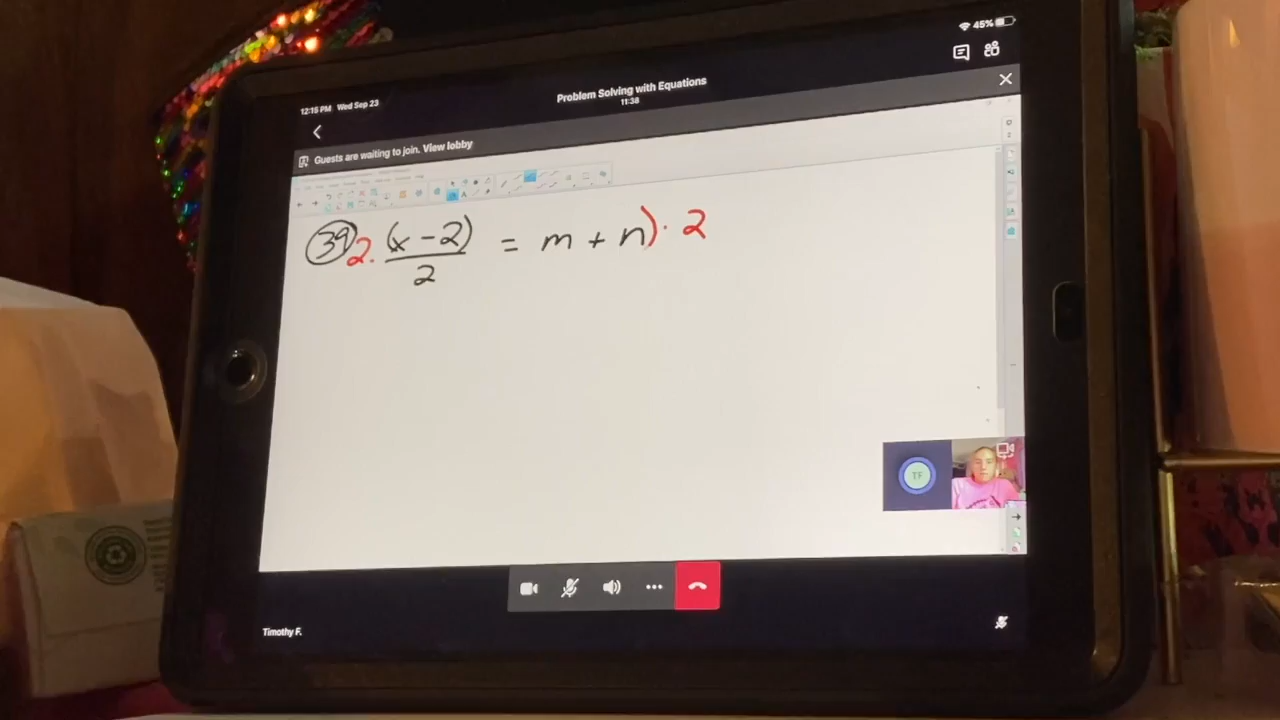 45%
12:15 PM Wed Sep 23
Problem Solving with Equations
11:38
Guests are waiting to join. View lobby
39 2. (x-2)/2 = m + n) · 2
TF
Timothy F.